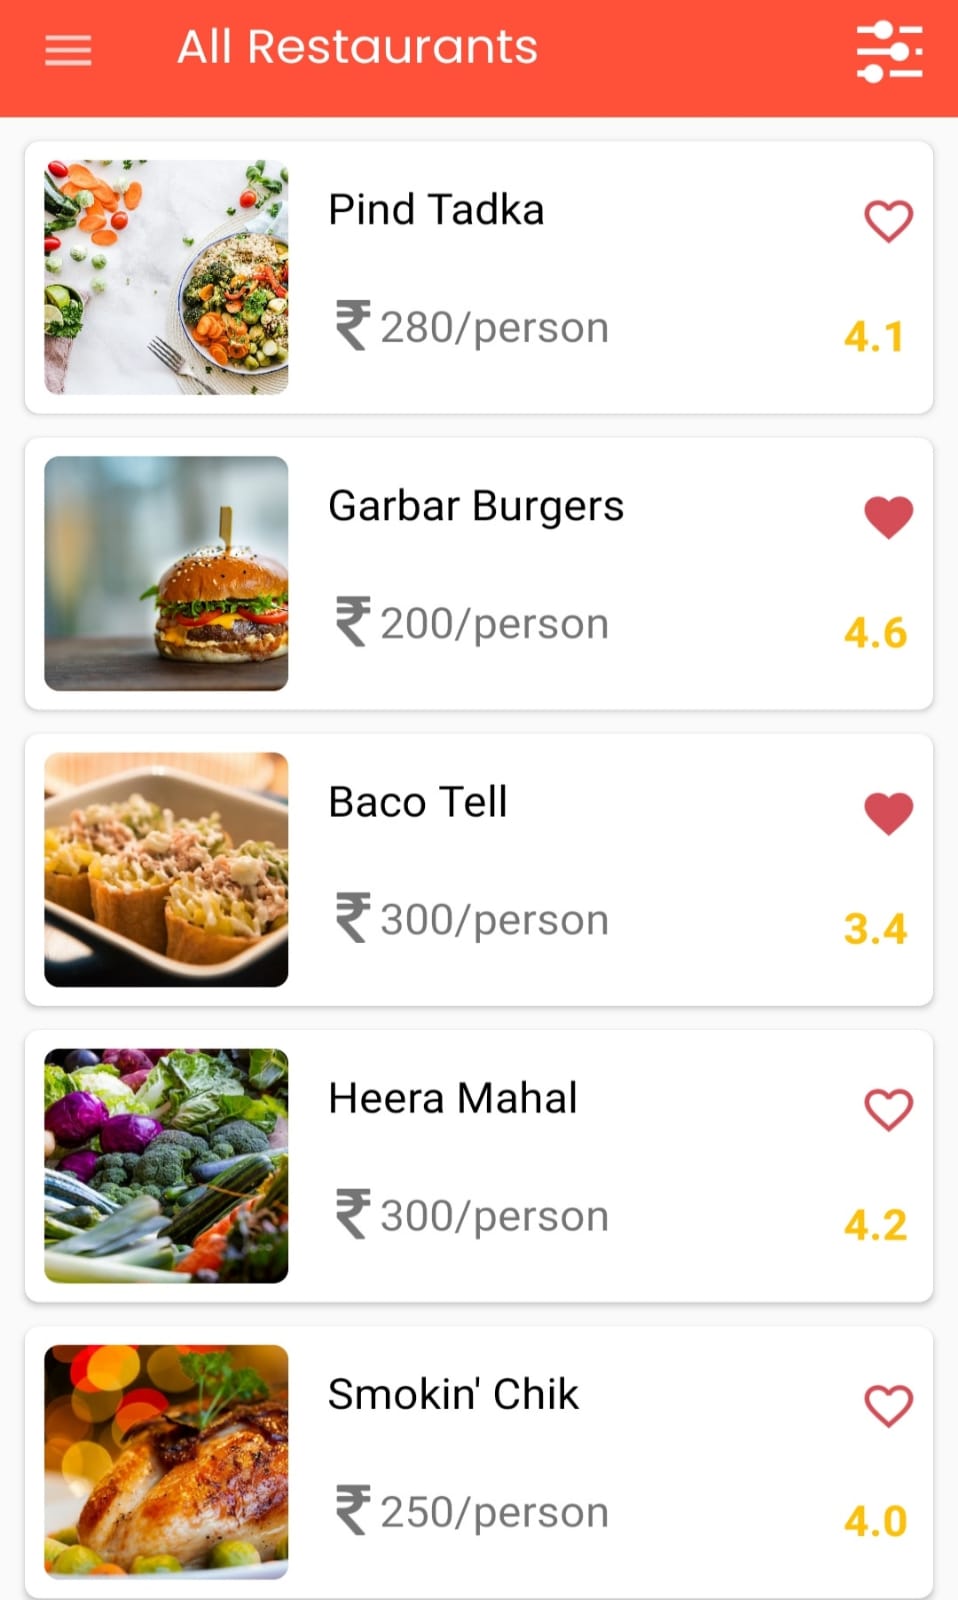 All Restaurants
Pind Tadka
₹ 280/person
4.1
Garbar Burgers
₹ 200/person
4.6
Baco Tell
₹ 300/person
3.4
Heera Mahal
₹ 300/person
4.2
Smokin' Chik
₹ 250/person
4.0